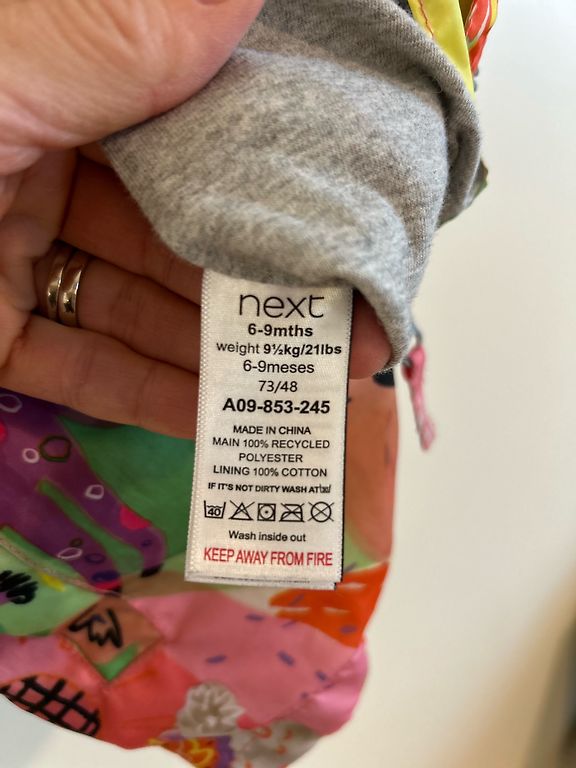 next
6-9mths
weight 9½kg/21lbs
6-9meses
73/48
A09-853-245
MADE IN CHINA
MAIN 100% RECYCLED
POLYESTER
LINING 100% COTTON
IF IT'S NOT DIRTY WASH AT
40
Wash inside out
KEEP AWAY FROM FIRE